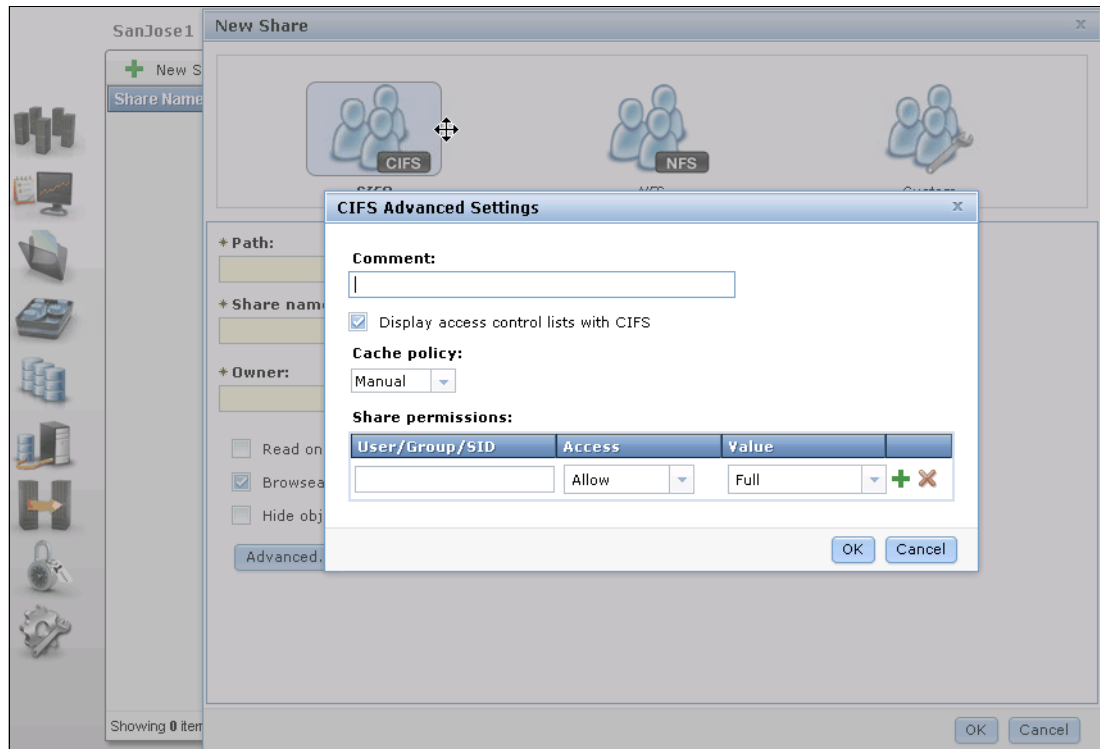 SanJose1
New Share
New S
Share Name
CIFS
NFS
CIFS Advanced Settings
Path:
Comment:
Share nam
Display access control lists with CIFS
Cache policy:
Owner:
Manual
Share permissions:
User/Group/SID Access Value
Read on
Allow Full
Browsea
Hide obj
Advanced.
OK Cancel
Showing 0 item
OK Cancel